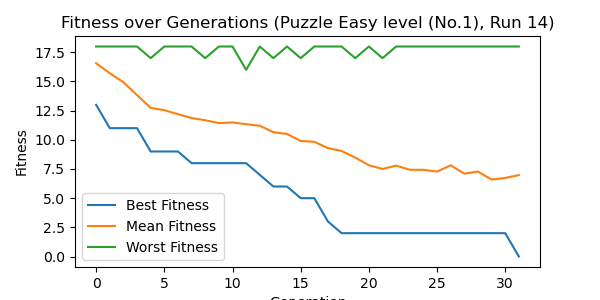 Fitness over Generations (Puzzle Easy level (No.1), Run 14)
17.5
15.0
12.5
10.0
7.5
5.0
2.5
0.0
Fitness
Best Fitness
Mean Fitness
Worst Fitness
0 5 10 15 20 25 30
Generation